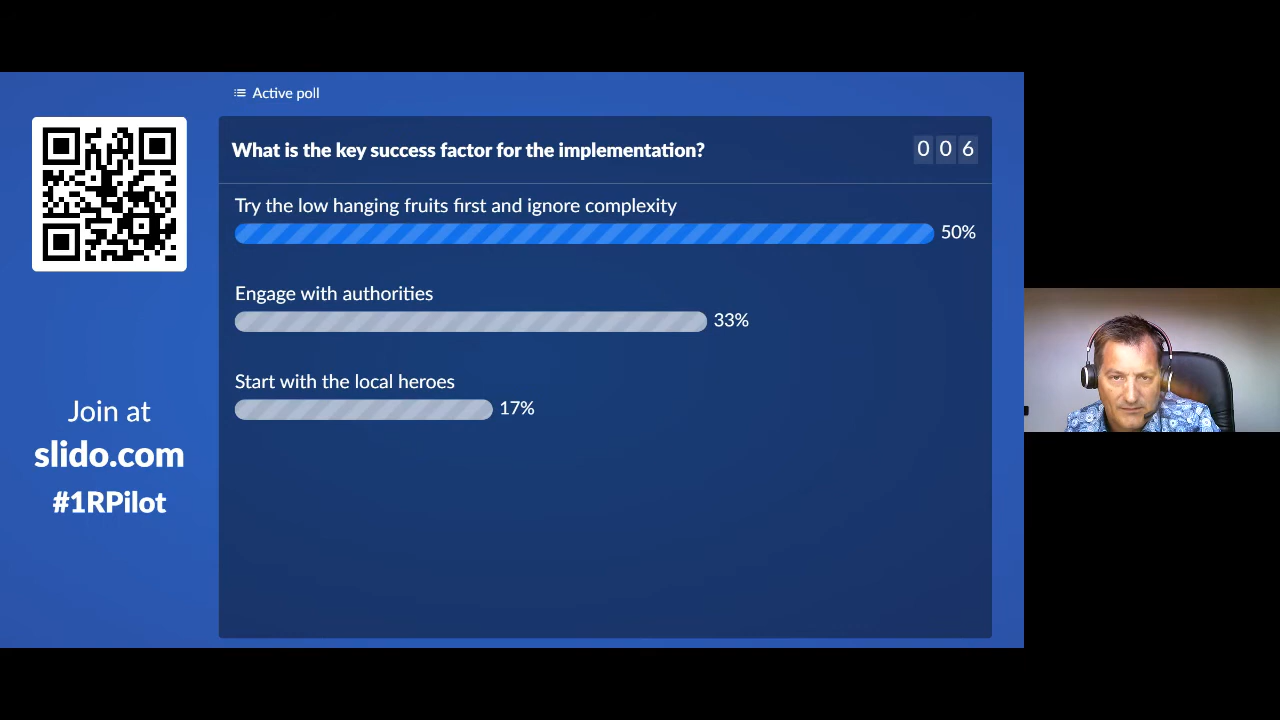 Active poll
What is the key success factor for the implementation?
0 0 6
Try the low hanging fruits first and ignore complexity
50%
Engage with authorities
33%
Start with the local heroes
17%
Join at
slido.com
#1RPilot